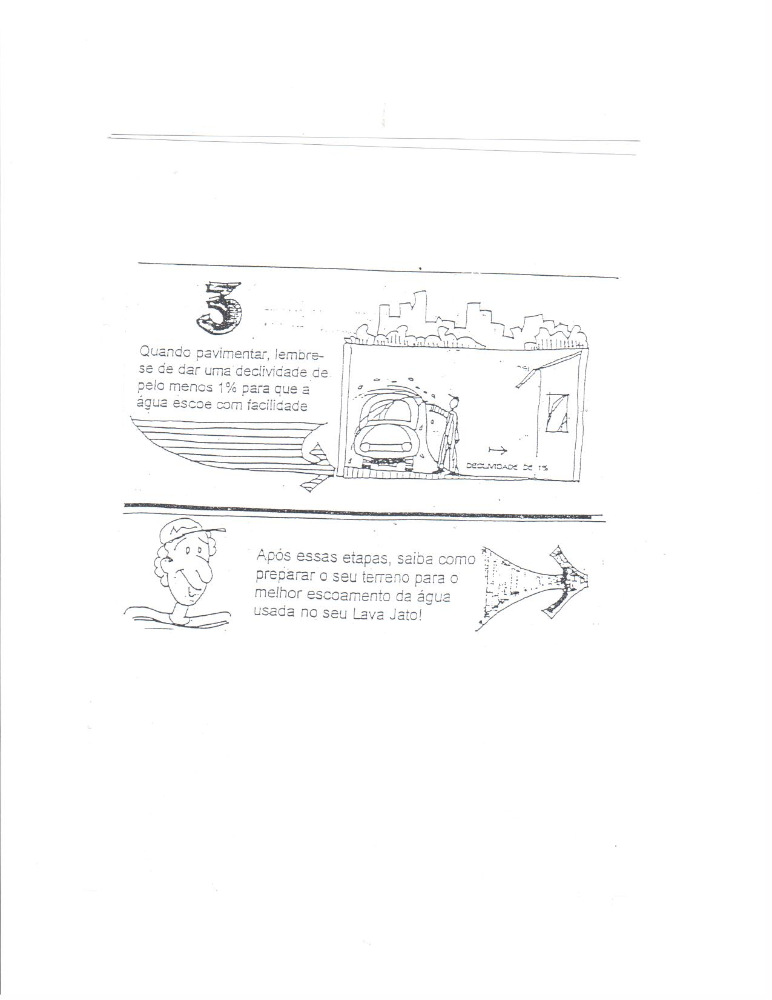 3
Quando pavimentar, lembre-
se de dar uma declividade de
pelo menos 1% para que a
água escoe com facilidade
DECLIVIDADE DE 1%
Após essas etapas, saiba como
preparar o seu terreno para o
melhor escoamento da água
usada no seu Lava Jato!